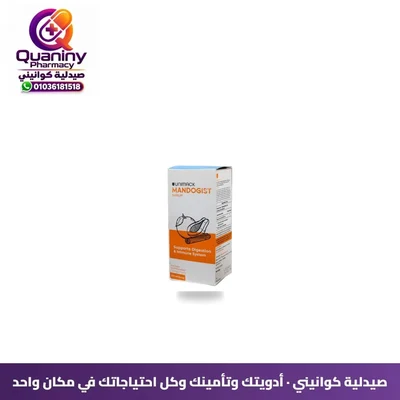 Quaniny
Pharmacy
صيدلية كوانيني
01036181518
UNIMACK
MANDOGIST
Supports Digestion
& Immune System
صيدلية كوانيني - أدويتك وتأمينك وكل احتياجاتك في مكان واحد